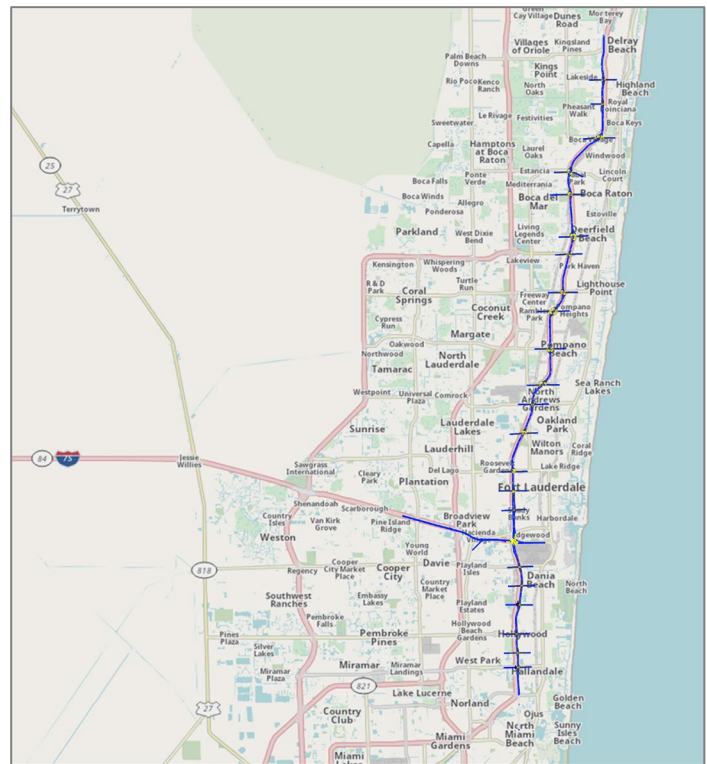 Cay Village
Dunes
Road
Monterey
Bay
Villages
of Oriole
Kingsland
Pines
Delray
Beach
Palm Beach
Downs
Kings
Point
Rio Poco
Kenco
Ranch
Lakeside
North
Oaks
Highland
Beach
Pheasant
Walk
Royal
Le Rivage
Festivities
Sweetwater
Boca Keys
Capella
Hamptons
at Boca
Raton
Laurel
Oaks
Windwood
25
27
Boca Falls
Ponte
Verde
Estancia
Park
Lincoln
Court
Mediterrania
Boca Winds
Allegro
Boca del
Mar
Boca Raton
Terrytown
Ponderosa
Estoville
Parkland
West Dixie
Bend
Living
Legends
Center
Deerfield
Beach
Kensington
Whispering
Woods
Lakeview
Park Haven
R & D
Park
Coral
Springs
Turtle
Run
Lighthouse
Point
Freeway
Center
Coconut
Creek
Park
Pompano
Heights
Cypress
Run
Margate
Oakwood
Pompano
Beach
Northwood
North
Lauderdale
Tamarac
Sea Ranch
Lakes
Westpoint
Universal
Plaza
Comrock
North
Andrews
Gardens
Sunrise
Lauderdale
Lakes
Oakland
Park
Lauderhill
Wilton
Manors
Coral
Ridge
84
75
Jessie
Willies
Sawgrass
International
Cley
Park
Del Lago
Roosevelt
Gardens
Lake Ridge
Plantation
Fort Lauderdale
Shenandoah
Scarborough
Country
Isles
Van Kirk
Grove
Pine Island
Ridge
Broadview
Park
Banks
Harbordale
Weston
Hacienda
Village
Edgewood
Young
World
818
Regency
Cooper
City Market
Place
Cooper
City
Davie
Playland
Isles
Dania
Beach
Southwest
Ranches
Embassy
Lakes
Country
Market
Place
North
Beach
Playland
Estates
Pembroke
Falls
Pines
Plaza
Pembroke
Pines
Hollywood
Beach
Gardens
Hollywood
Silver
Lakes
Miramar
Miramar
Landings
West Park
Hallandale
Miramar
Plaza
821
Lake Lucerne
Norland
Golden
Beach
27
Country
Club
Ojus
Miami
Gardens
North
Miami
Beach
Sunny
Isles
Beach
Miami